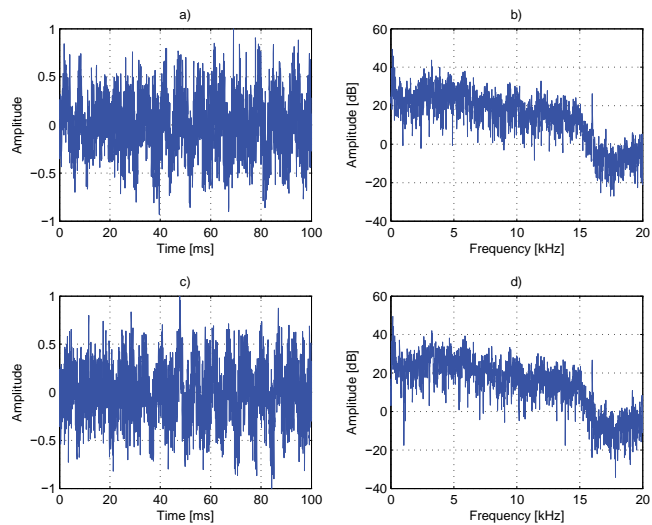 a)
1
0.5
0
−0.5
−1
0 20 40 60 80 100
Time [ms]
Amplitude
b)
60
40
20
0
−20
−40
0 5 10 15 20
Frequency [kHz]
Amplitude [dB]
c)
1
0.5
0
−0.5
−1
0 20 40 60 80 100
Time [ms]
Amplitude
d)
60
40
20
0
−20
−40
0 5 10 15 20
Frequency [kHz]
Amplitude [dB]